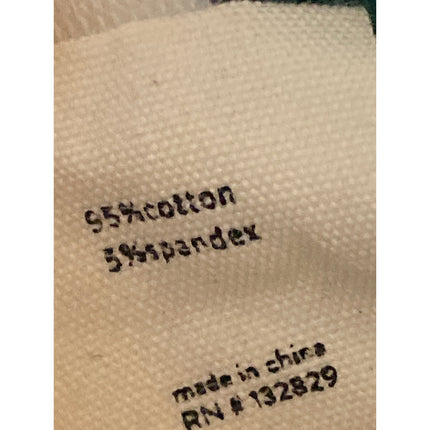 95%cotton
5%spandex
made in china
RN # 132829